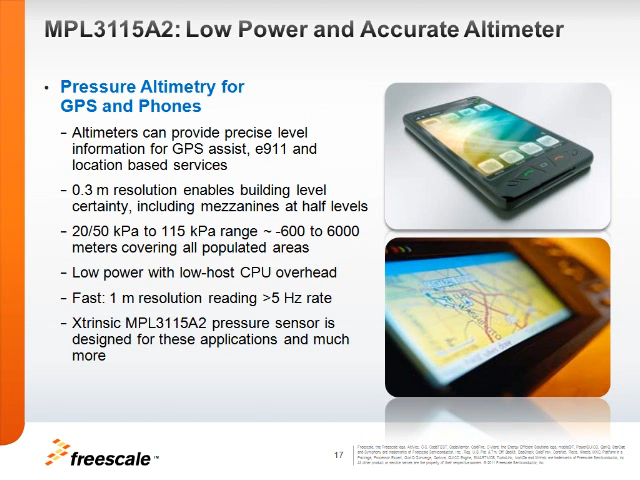 MPL3115A2: Low Power and Accurate Altimeter
• Pressure Altimetry for
GPS and Phones
– Altimeters can provide precise level
information for GPS assist, e911 and
location based services
– 0.3 m resolution enables building level
certainty, including mezzanines at half levels
– 20/50 kPa to 115 kPa range ~ -600 to 6000
meters covering all populated areas
– Low power with low-host CPU overhead
– Fast: 1 m resolution reading >5 Hz rate
– Xtrinsic MPL3115A2 pressure sensor is
designed for these applications and much
more
freescale™
17